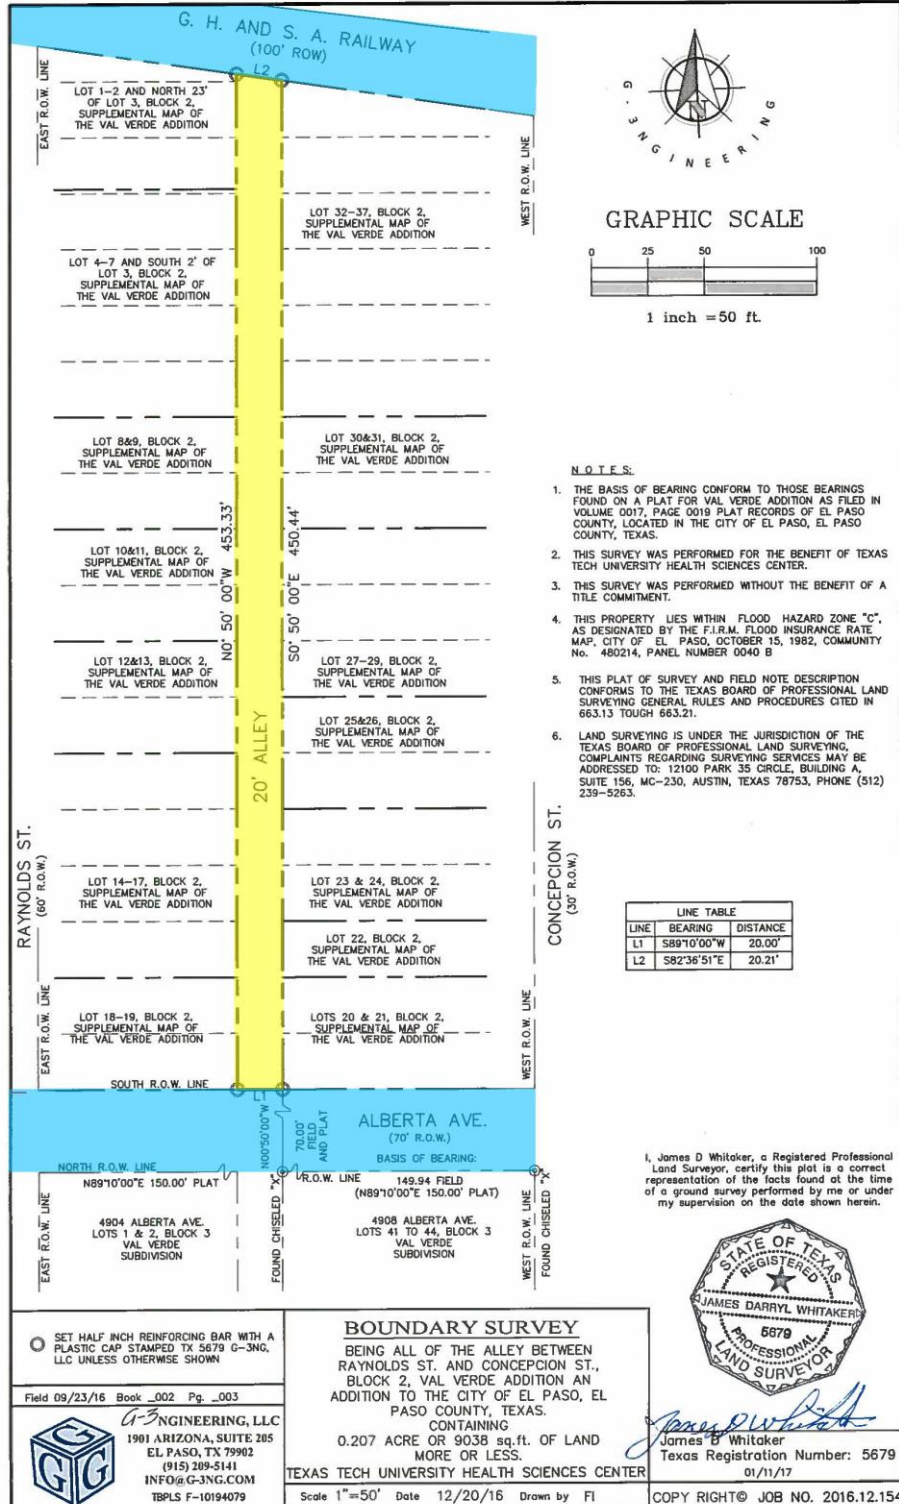 G. H. AND S. A. RAILWAY
(100' ROW)
L2
EAST R.O.W. LINE
LOT 1-2 AND NORTH 23'
OF LOT 3, BLOCK 2,
SUPPLEMENTAL MAP OF
THE VAL VERDE ADDITION
WEST R.O.W. LINE
G-3NGINEERING
N
LOT 32-37, BLOCK 2,
SUPPLEMENTAL MAP OF
THE VAL VERDE ADDITION
GRAPHIC SCALE
0 25 50 100
1 inch =50 ft.
LOT 4-7 AND SOUTH 2' OF
LOT 3, BLOCK 2,
SUPPLEMENTAL MAP OF
THE VAL VERDE ADDITION
LOT 8&9, BLOCK 2,
SUPPLEMENTAL MAP OF
THE VAL VERDE ADDITION
LOT 30&31, BLOCK 2,
SUPPLEMENTAL MAP OF
THE VAL VERDE ADDITION
N0° 50' 00"W 453.33'
S0° 50' 00"E 450.44'
LOT 10&11, BLOCK 2,
SUPPLEMENTAL MAP OF
THE VAL VERDE ADDITION
LOT 12&13, BLOCK 2,
SUPPLEMENTAL MAP OF
THE VAL VERDE ADDITION
LOT 27-29, BLOCK 2,
SUPPLEMENTAL MAP OF
THE VAL VERDE ADDITION
LOT 25&26, BLOCK 2,
SUPPLEMENTAL MAP OF
THE VAL VERDE ADDITION
20' ALLEY
NOTES:
1. THE BASIS OF BEARING CONFORM TO THOSE BEARINGS
FOUND ON A PLAT FOR VAL VERDE ADDITION AS FILED IN
VOLUME 0017, PAGE 0019 PLAT RECORDS OF EL PASO
COUNTY, LOCATED IN THE CITY OF EL PASO, EL PASO
COUNTY, TEXAS.
2. THIS SURVEY WAS PERFORMED FOR THE BENEFIT OF TEXAS
TECH UNIVERSITY HEALTH SCIENCES CENTER.
3. THIS SURVEY WAS PERFORMED WITHOUT THE BENEFIT OF A
TITLE COMMITMENT.
4. THIS PROPERTY LIES WITHIN FLOOD HAZARD ZONE "C",
AS DESIGNATED BY THE F.I.R.M. FLOOD INSURANCE RATE
MAP, CITY OF EL PASO, OCTOBER 15, 1982, COMMUNITY
No. 480214, PANEL NUMBER 0040 B
5. THIS PLAT OF SURVEY AND FIELD NOTE DESCRIPTION
CONFORMS TO THE TEXAS BOARD OF PROFESSIONAL LAND
SURVEYING GENERAL RULES AND PROCEDURES CITED IN
663.13 TOUGH 663.21.
6. LAND SURVEYING IS UNDER THE JURISDICTION OF THE
TEXAS BOARD OF PROFESSIONAL LAND SURVEYING,
COMPLAINTS REGARDING SURVEYING SERVICES MAY BE
ADDRESSED TO: 12100 PARK 35 CIRCLE, BUILDING A,
SUITE 156, MC-230, AUSTIN, TEXAS 78753, PHONE (512)
239-5263.
RAYNOLDS ST.
(60' R.O.W.)
CONCEPCION ST.
(30' R.O.W.)
LOT 14-17, BLOCK 2,
SUPPLEMENTAL MAP OF
THE VAL VERDE ADDITION
LOT 23 & 24, BLOCK 2,
SUPPLEMENTAL MAP OF
THE VAL VERDE ADDITION
LOT 22, BLOCK 2,
SUPPLEMENTAL MAP OF
THE VAL VERDE ADDITION
LINE TABLE
LINE BEARING DISTANCE
L1 S89°10'00"W 20.00'
L2 S82°36'51"E 20.21'
EAST R.O.W. LINE
LOT 18-19, BLOCK 2,
SUPPLEMENTAL MAP OF
THE VAL VERDE ADDITION
LOTS 20 & 21, BLOCK 2,
SUPPLEMENTAL MAP OF
THE VAL VERDE ADDITION
WEST R.O.W. LINE
SOUTH R.O.W. LINE
L1
N00°50'00"W
70.00'
FIELD
AND PLAT
ALBERTA AVE.
(70' R.O.W.)
BASIS OF BEARING:
NORTH R.O.W. LINE
N89°10'00"E 150.00' PLAT
R.O.W. LINE
149.94 FIELD
(N89°10'00"E 150.00' PLAT)
EAST R.O.W. LINE
4904 ALBERTA AVE.
LOTS 1 & 2, BLOCK 3
VAL VERDE
SUBDIVISION
FOUND CHISELED "X"
4908 ALBERTA AVE.
LOTS 41 TO 44, BLOCK 3
VAL VERDE
SUBDIVISION
WEST R.O.W. LINE
FOUND CHISELED "X"
I, James D Whitaker, a Registered Professional
Land Surveyor, certify this plat is a correct
representation of the facts found at the time
of a ground survey performed by me or under
my supervision on the date shown herein.
STATE OF TEXAS
REGISTERED
JAMES DARRYL WHITAKER
5679
PROFESSIONAL
LAND SURVEYOR
SET HALF INCH REINFORCING BAR WITH A
PLASTIC CAP STAMPED TX 5679 G-3NG,
LLC UNLESS OTHERWISE SHOWN
Field 09/23/16 Book _002 Pg. _003
GGG
G-3NGINEERING, LLC
1901 ARIZONA, SUITE 205
EL PASO, TX 79902
(915) 209-5141
INFO@G-3NG.COM
TBPLS F-10194079
BOUNDARY SURVEY
BEING ALL OF THE ALLEY BETWEEN
RAYNOLDS ST. AND CONCEPCION ST.,
BLOCK 2, VAL VERDE ADDITION AN
ADDITION TO THE CITY OF EL PASO, EL
PASO COUNTY, TEXAS.
CONTAINING
0.207 ACRE OR 9038 sq.ft. OF LAND
MORE OR LESS.
TEXAS TECH UNIVERSITY HEALTH SCIENCES CENTER
Scale 1"=50' Date 12/20/16 Drawn by FI
James D Whitaker
James D Whitaker
Texas Registration Number: 5679
01/11/17
COPY RIGHT© JOB NO. 2016.12.154